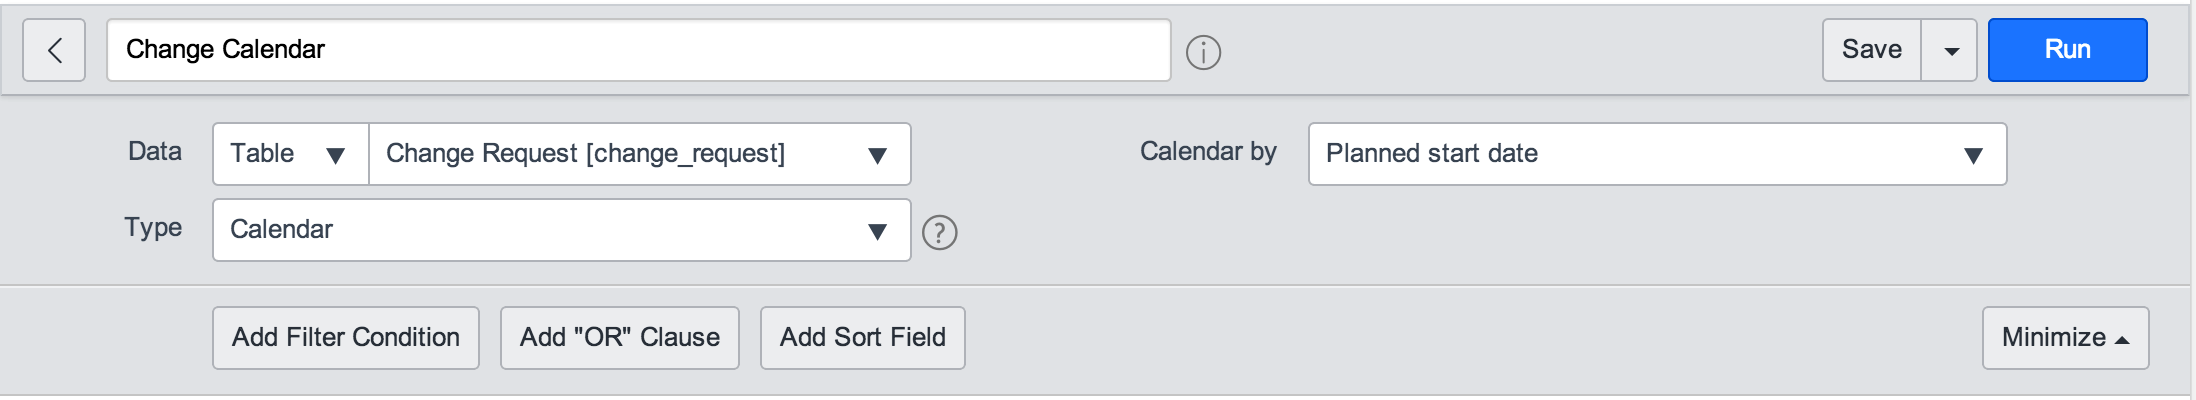 Change Calendar
Save
Run
Data Table Change Request [change_request] Calendar by Planned start date
Type Calendar
Add Filter Condition Add "OR" Clause Add Sort Field Minimize